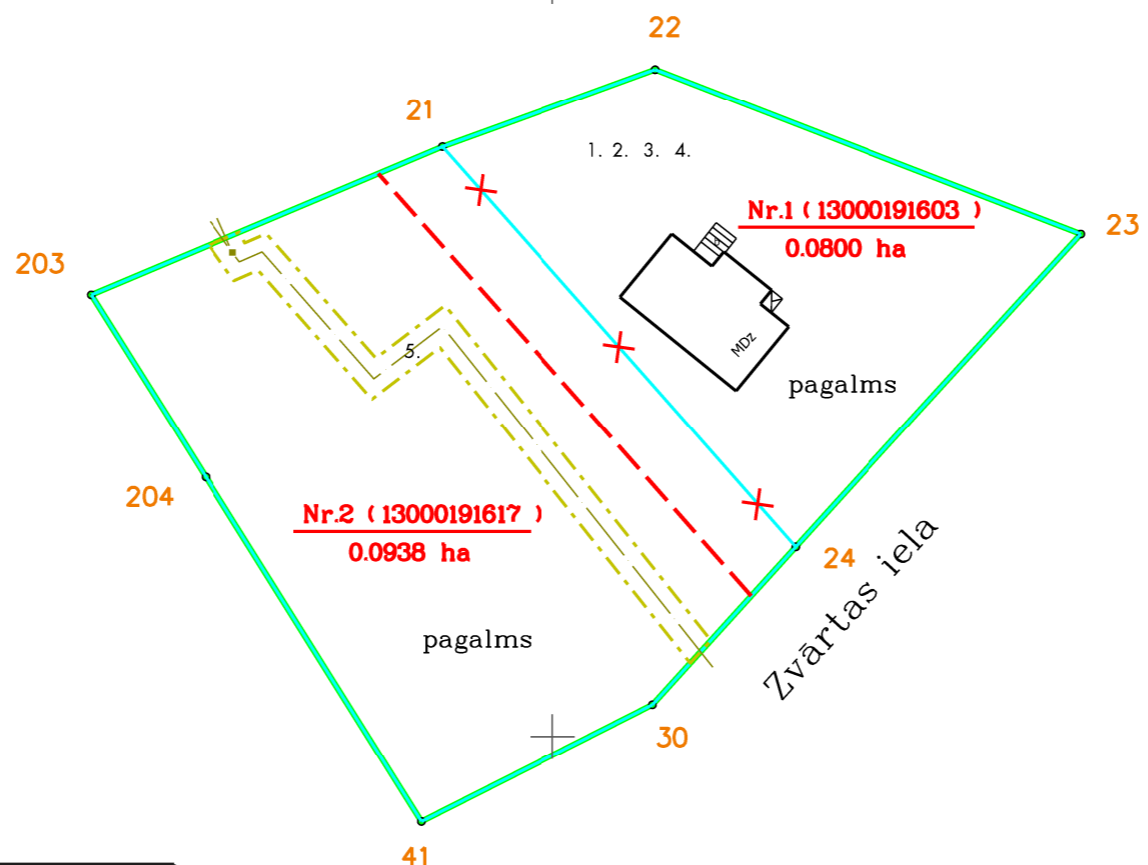 22
21
1. 2. 3. 4.
Nr.1 ( 13000191603 )
0.0800 ha
23
203
5.
MDz
pagalms
204
Nr.2 ( 13000191617 )
0.0938 ha
24
Zvārtas iela
pagalms
30
41